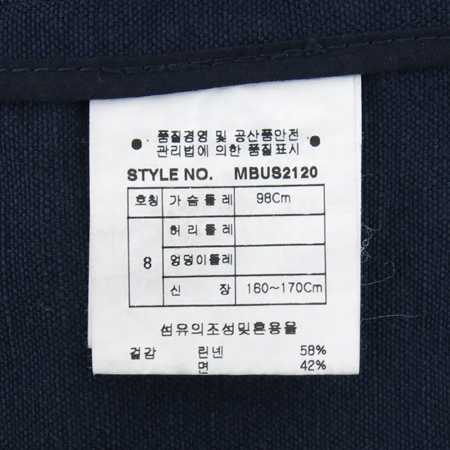 품질경영 및 공산품안전
관리법에 의한 품질표시
STYLE NO. MBUS2120
호칭 가슴둘레 98Cm
허리둘레
8 엉덩이둘레
신장 160~170Cm
섬유의조성및혼용율
겉감 린넨 58%
면 42%